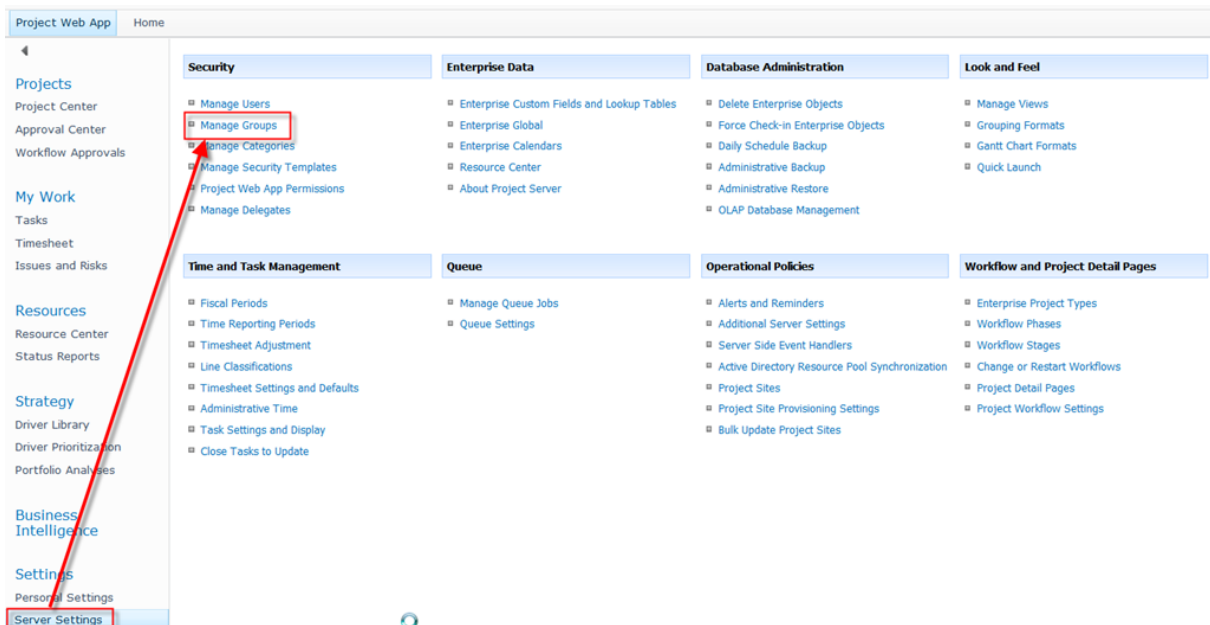 Project Web App
Home
Projects
Project Center
Approval Center
Workflow Approvals
My Work
Tasks
Timesheet
Issues and Risks
Resources
Resource Center
Status Reports
Strategy
Driver Library
Driver Prioritization
Portfolio Analyses
Business
Intelligence
Settings
Personal Settings
Server Settings
Security
Manage Users
Manage Groups
Manage Categories
Manage Security Templates
Project Web App Permissions
Manage Delegates
Enterprise Data
Enterprise Custom Fields and Lookup Tables
Enterprise Global
Enterprise Calendars
Resource Center
About Project Server
Database Administration
Delete Enterprise Objects
Force Check-in Enterprise Objects
Daily Schedule Backup
Administrative Backup
Administrative Restore
OLAP Database Management
Look and Feel
Manage Views
Grouping Formats
Gantt Chart Formats
Quick Launch
Time and Task Management
Fiscal Periods
Time Reporting Periods
Timesheet Adjustment
Line Classifications
Timesheet Settings and Defaults
Administrative Time
Task Settings and Display
Close Tasks to Update
Queue
Manage Queue Jobs
Queue Settings
Operational Policies
Alerts and Reminders
Additional Server Settings
Server Side Event Handlers
Active Directory Resource Pool Synchronization
Project Sites
Project Site Provisioning Settings
Bulk Update Project Sites
Workflow and Project Detail Pages
Enterprise Project Types
Workflow Phases
Workflow Stages
Change or Restart Workflows
Project Detail Pages
Project Workflow Settings